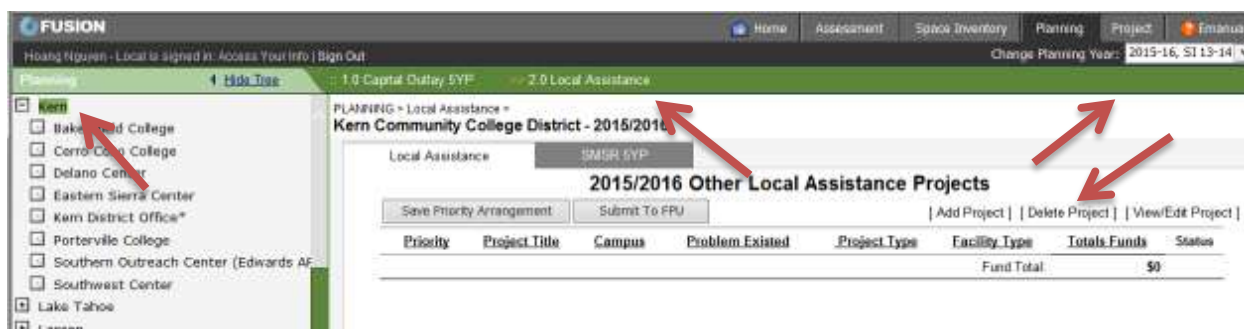 FUSION
Home Assessment Space Inventory Planning Project
Hoang Nguyen - Local is signed in: Access Your Info | Sign Out
Change Planning Year: 2015-16, SI 13-14
Planning Hide Tree :: 1.0 Capital Outlay 5YP 2.0 Local Assistance
Kern
College
College
Delano Center
Eastern Sierra Center
Kern District Office*
Porterville College
Southern Outreach Center (Edwards
Southwest Center
Lake Tahoe
PLANNING » Local Assistance »
Kern Community College District - 2015/2016
Local Assistance SMSR 5YP
2015/2016 Other Local Assistance Projects
Save Priority Arrangement Submit To FPU [ Add Project ] [ Delete Project ] [ View/Edit Project ]
Priority Project Title Campus Problem Existed Project Type Facility Type Totals Funds Status
Fund Total $0